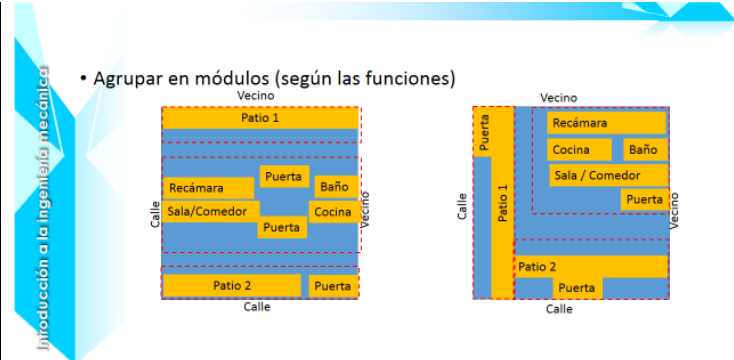 Introducción a la ingeniería mecánica
• Agrupar en módulos (según las funciones)
Vecino
Patio 1
Puerta
Recámara
Baño
Sala/Comedor
Cocina
Puerta
Calle
Vecino
Patio 2
Puerta
Calle
Vecino
Puerta
Recámara
Cocina
Baño
Sala / Comedor
Puerta
Calle
Patio 1
Vecino
Patio 2
Puerta
Calle